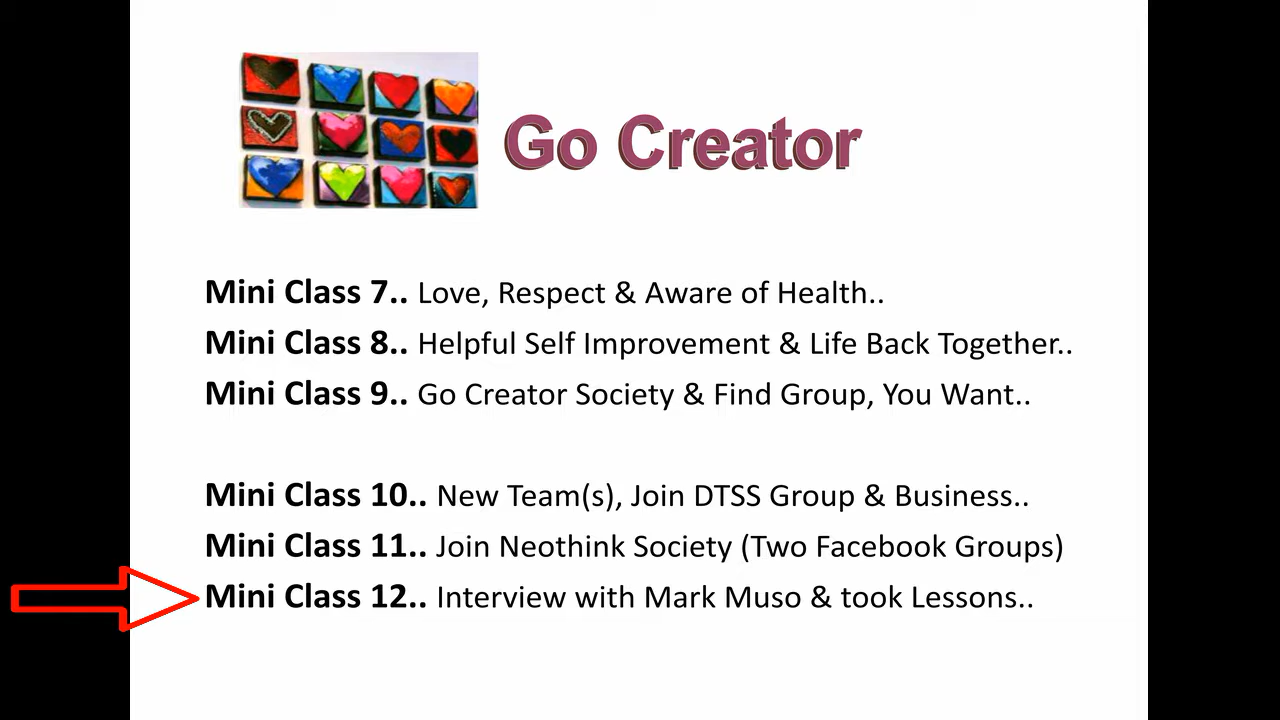 Go Creator
Mini Class 7.. Love, Respect & Aware of Health..
Mini Class 8.. Helpful Self Improvement & Life Back Together..
Mini Class 9.. Go Creator Society & Find Group, You Want..
Mini Class 10.. New Team(s), Join DTSS Group & Business..
Mini Class 11.. Join Neothink Society (Two Facebook Groups)
Mini Class 12.. Interview with Mark Muso & took Lessons..